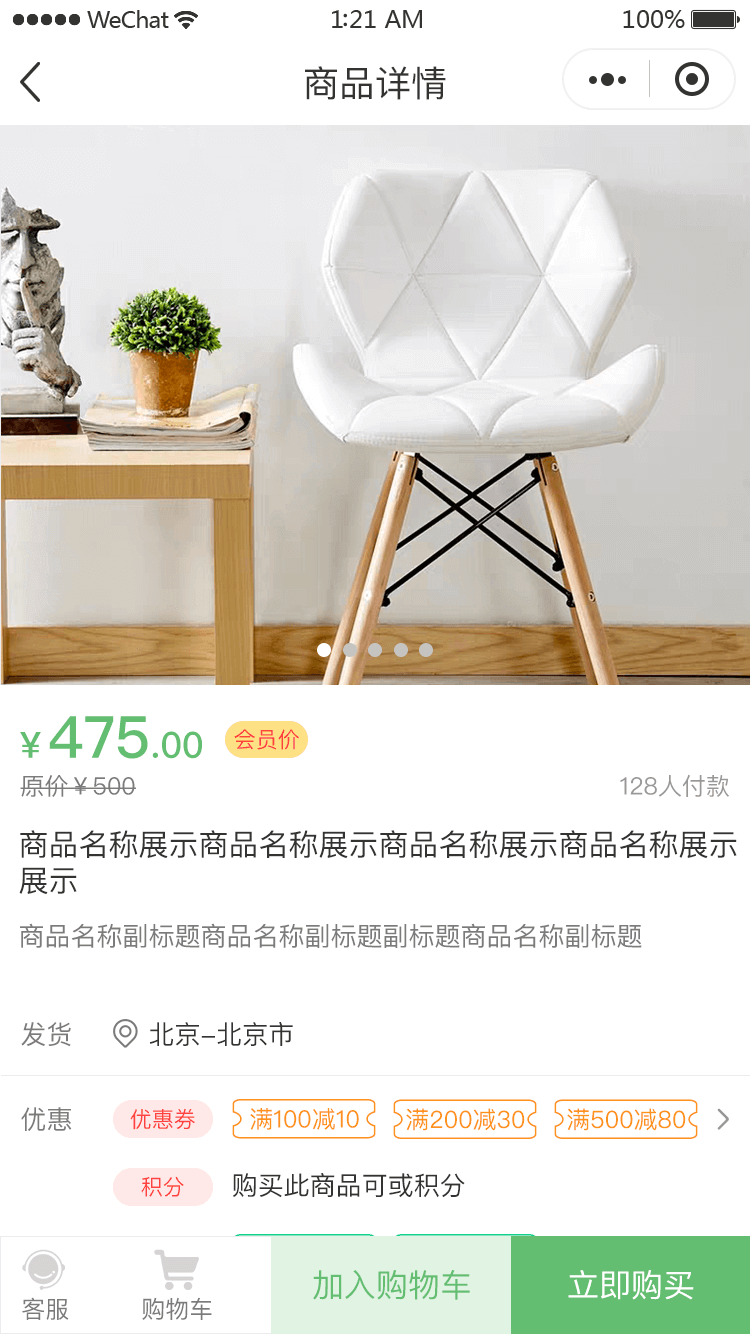 WeChat 1:21 AM 100%
商品详情
¥475.00 会员价
原价¥500 128人付款
商品名称展示商品名称展示商品名称展示商品名称展示
展示
商品名称副标题商品名称副标题副标题商品名称副标题
发货 北京–北京市
优惠 优惠券 满100减10 满200减30 满500减80
积分 购买此商品可或积分
客服 购物车 加入购物车 立即购买